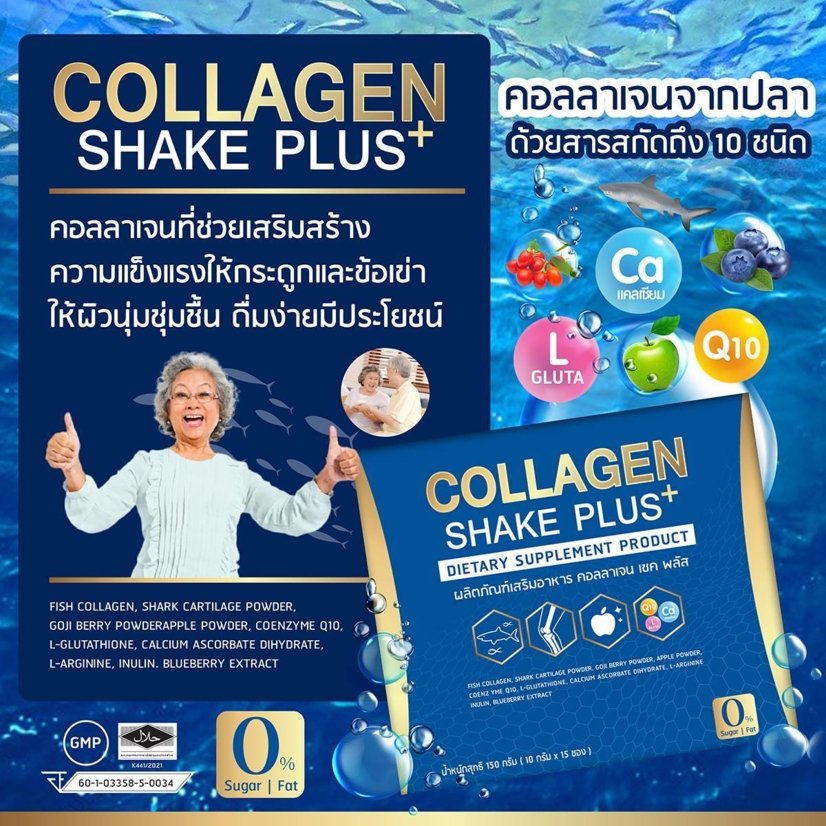 COLLAGEN
SHAKE PLUS+
คอลลาเจนที่ช่วยเสริมสร้าง
ความแข็งแรงให้กระดูกและข้อเข่า
ให้ผิวนุ่มชุ่มชื้น ดื่มง่ายมีประโยชน์
FISH COLLAGEN, SHARK CARTILAGE POWDER,
GOJI BERRY POWDERAPPLE POWDER, COENZYME Q10,
L-GLUTATHIONE, CALCIUM ASCORBATE DIHYDRATE,
L-ARGININE, INULIN. BLUEBERRY EXTRACT
GMP
حلال
K441/2021
60-1-03358-5-0034
0%
Sugar | Fat
คอลลาเจนจากปลา
ด้วยสารสกัดถึง 10 ชนิด
Ca
แคลเซียม
L
GLUTA
Q10
COLLAGEN
SHAKE PLUS+
DIETARY SUPPLEMENT PRODUCT
ผลิตภัณฑ์เสริมอาหาร คอลลาเจน เชค พลัส
Q10
Ca
L
FISH COLLAGEN, SHARK CARTILAGE POWDER, GOJI BERRY POWDER, APPLE POWDER,
COENZ YME Q10, L-GLUTATHIONE, CALCIUM ASCORBATE DIHYDRATE, L-ARGININE
INULIN, BLUEBERRY EXTRACT
0%
Sugar | Fat
น้ำหนักสุทธิ 150 กรัม ( 10 กรัม x 15 ซอง )